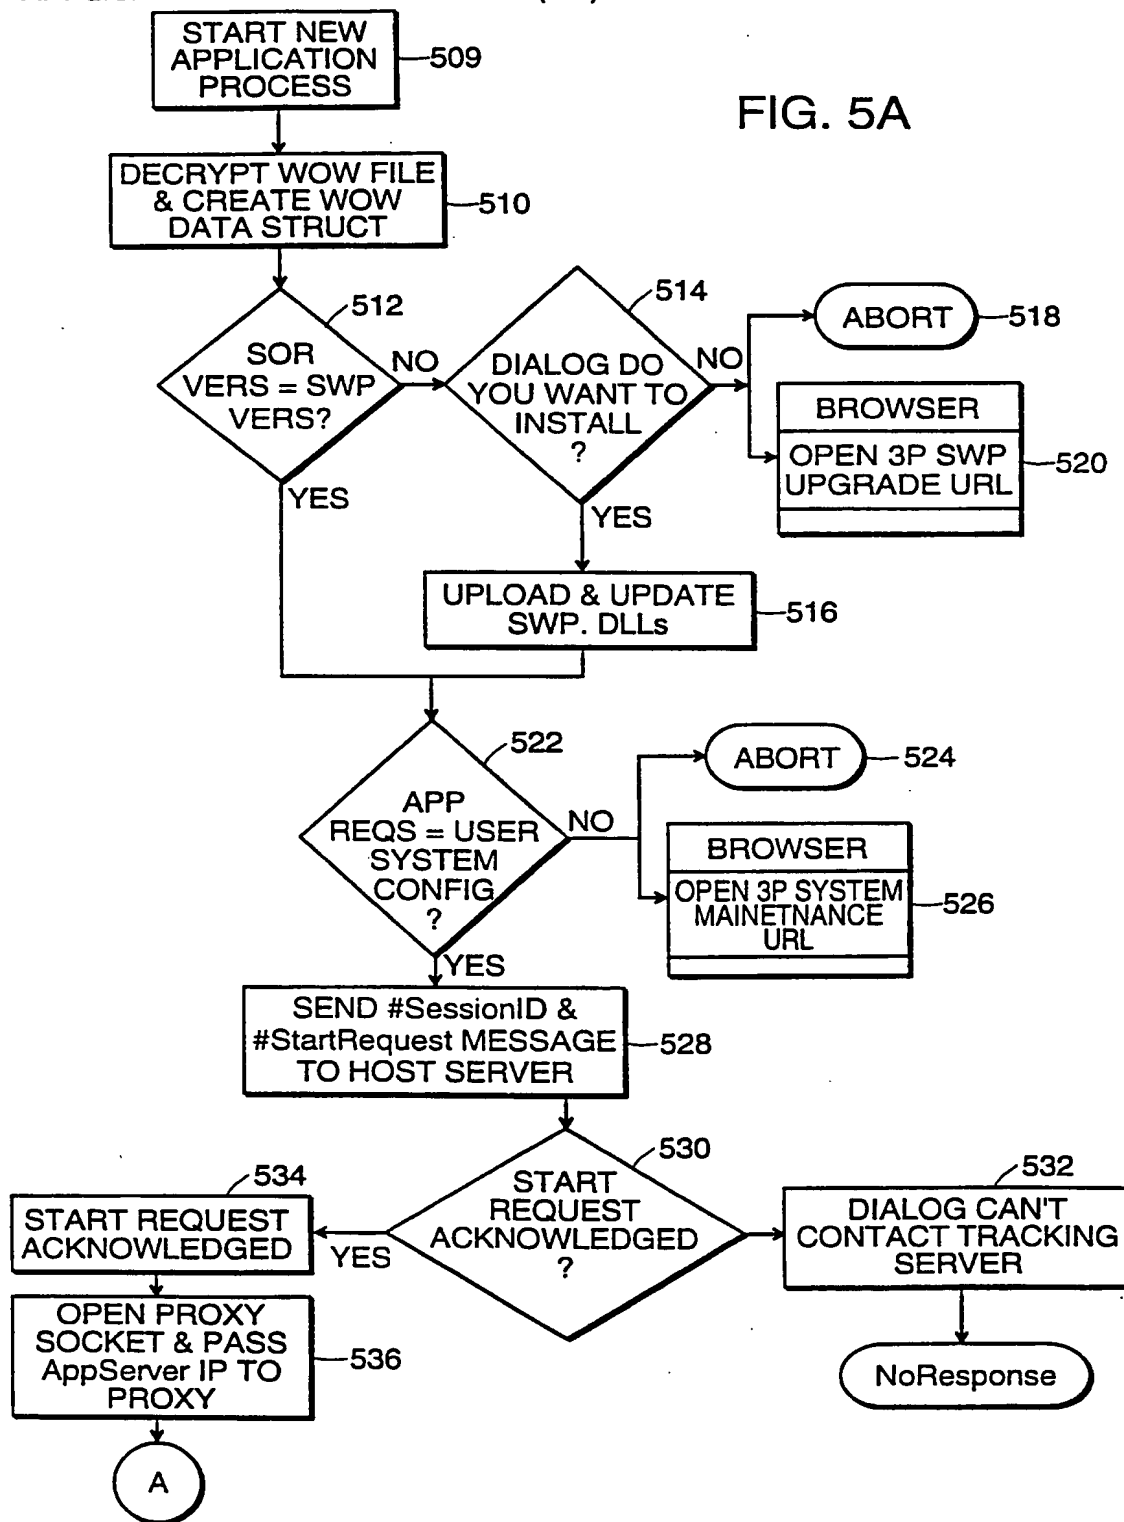 START NEW
APPLICATION
PROCESS
509
FIG. 5A
DECRYPT WOW FILE
& CREATE WOW
DATA STRUCT
510
512
SOR
VERS = SWP
VERS?
NO
YES
514
DIALOG DO
YOU WANT TO
INSTALL
?
NO
YES
ABORT
518
BROWSER
OPEN 3P SWP
UPGRADE URL
520
UPLOAD & UPDATE
SWP. DLLs
516
522
APP
REQS = USER
SYSTEM
CONFIG
?
NO
YES
ABORT
524
BROWSER
OPEN 3P SYSTEM
MAINETNANCE
URL
526
SEND #SessionID &
#StartRequest MESSAGE
TO HOST SERVER
528
530
START
REQUEST
ACKNOWLEDGED
?
YES
532
DIALOG CAN'T
CONTACT TRACKING
SERVER
NoResponse
534
START REQUEST
ACKNOWLEDGED
OPEN PROXY
SOCKET & PASS
AppServer IP TO
PROXY
536
A